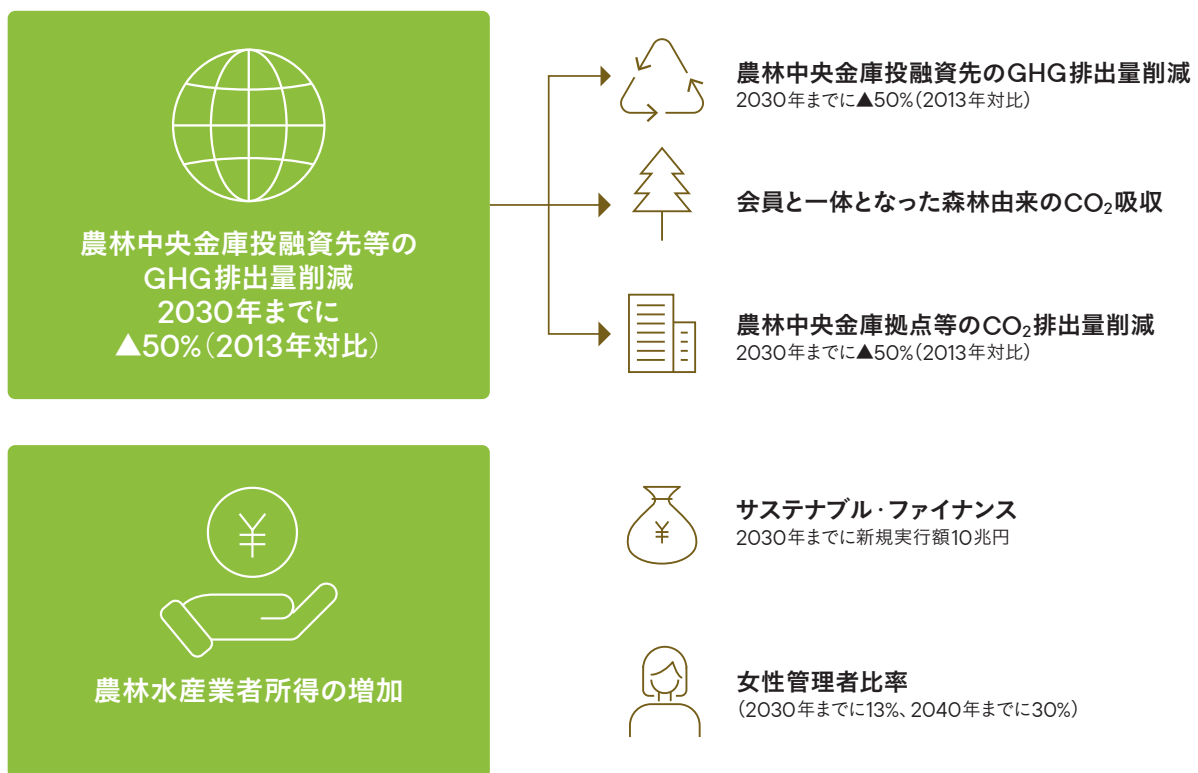 農林中央金庫投融資先等の
GHG排出量削減
2030年までに
▲50%（2013年対比）
農林中央金庫投融資先のGHG排出量削減
2030年までに▲50%（2013年対比）
会員と一体となった森林由来のCO₂吸収
農林中央金庫拠点等のCO₂排出量削減
2030年までに▲50%（2013年対比）
¥
農林水産業者所得の増加
¥
サステナブル・ファイナンス
2030年までに新規実行額10兆円
女性管理者比率
（2030年までに13%、2040年までに30%）